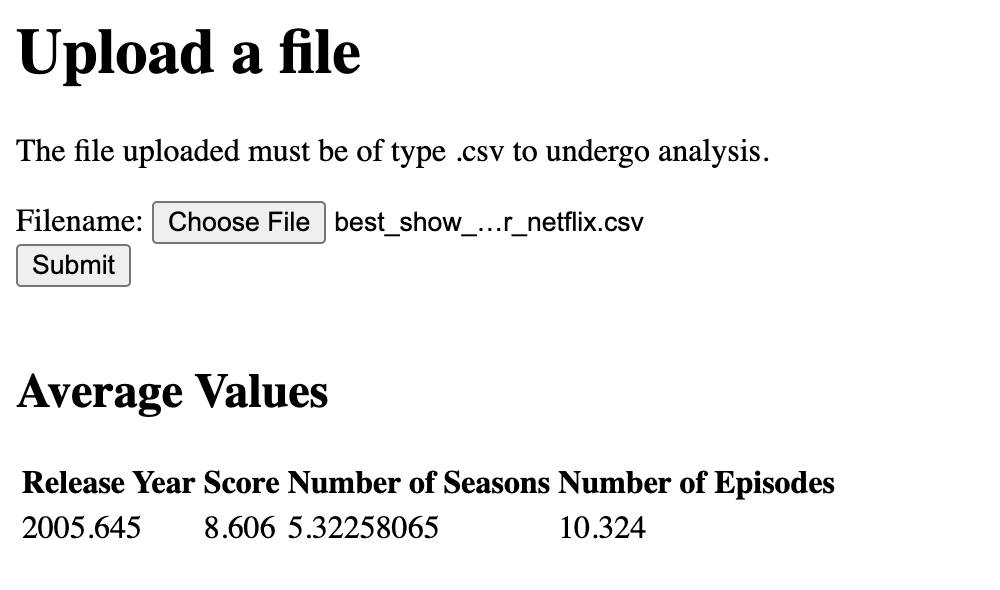 Upload a file
The file uploaded must be of type .csv to undergo analysis.
Filename: Choose File best_show_...r_netflix.csv
Submit
Average Values
Release Year Score Number of Seasons Number of Episodes
2005.645 8.606 5.32258065 10.324